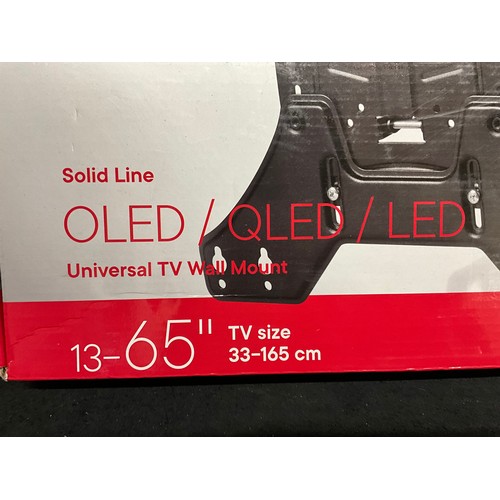 Solid Line
OLED / QLED / LED
Universal TV Wall Mount
13-65" TV size
33-165 cm